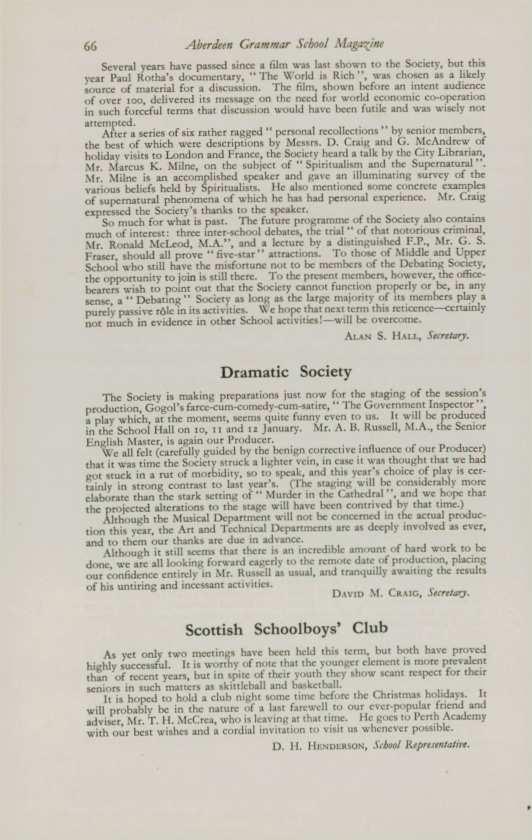 66 Aberdeen Grammar School Magazine
Several years have passed since a film was last shown to the Society, but this
year Paul Rotha's documentary, " The World is Rich", was chosen as a likely
source of material for a discussion. The film, shown before an intent audience
of over 100, delivered its message on the need for world economic co-operation
in such forceful terms that discussion would have been futile and was wisely not
attempted.
After a series of six rather ragged " personal recollections " by senior members,
the best of which were descriptions by Messrs. D. Craig and G. McAndrew of
holiday visits to London and France, the Society heard a talk by the City Librarian,
Mr. Marcus K. Milne, on the subject of " Spiritualism and the Supernatural ".
Mr. Milne is an accomplished speaker and gave an illuminating survey of the
various beliefs held by Spiritualists. He also mentioned some concrete examples
of supernatural phenomena of which he has had personal experience. Mr. Craig
expressed the Society's thanks to the speaker.
So much for what is past. The future programme of the Society also contains
much of interest: three inter-school debates, the trial " of that notorious criminal,
Mr. Ronald McLeod, M.A.", and a lecture by a distinguished F.P., Mr. G. S.
Fraser, should all prove " five-star " attractions. To those of Middle and Upper
School who still have the misfortune not to be members of the Debating Society,
the opportunity to join is still there. To the present members, however, the office-
bearers wish to point out that the Society cannot function properly or be, in any
sense, a " Debating " Society as long as the large majority of its members play a
purely passive rôle in its activities. We hope that next term this reticence—certainly
not much in evidence in other School activities!—will be overcome.
Alan S. Hall, Secretary.
Dramatic Society
The Society is making preparations just now for the staging of the session's
production, Gogol's farce-cum-comedy-cum-satire, " The Government Inspector ",
a play which, at the moment, seems quite funny even to us. It will be produced
in the School Hall on 10, 11 and 12 January. Mr. A. B. Russell, M.A., the Senior
English Master, is again our Producer.
We all felt (carefully guided by the benign corrective influence of our Producer)
that it was time the Society struck a lighter vein, in case it was thought that we had
got stuck in a rut of morbidity, so to speak, and this year's choice of play is cer-
tainly in strong contrast to last year's. (The staging will be considerably more
elaborate than the stark setting of " Murder in the Cathedral ", and we hope that
the projected alterations to the stage will have been contrived by that time.)
Although the Musical Department will not be concerned in the actual produc-
tion this year, the Art and Technical Departments are as deeply involved as ever,
and to them our thanks are due in advance.
Although it still seems that there is an incredible amount of hard work to be
done, we are all looking forward eagerly to the remote date of production, placing
our confidence entirely in Mr. Russell as usual, and tranquilly awaiting the results
of his untiring and incessant activities.
David M. Craig, Secretary.
Scottish Schoolboys' Club
As yet only two meetings have been held this term, but both have proved
highly successful. It is worthy of note that the younger element is more prevalent
than of recent years, but in spite of their youth they show scant respect for their
seniors in such matters as skittleball and basketball.
It is hoped to hold a club night some time before the Christmas holidays. It
will probably be in the nature of a last farewell to our ever-popular friend and
adviser, Mr. T. H. McCrea, who is leaving at that time. He goes to Perth Academy
with our best wishes and a cordial invitation to visit us whenever possible.
D. H. Henderson, School Representative.